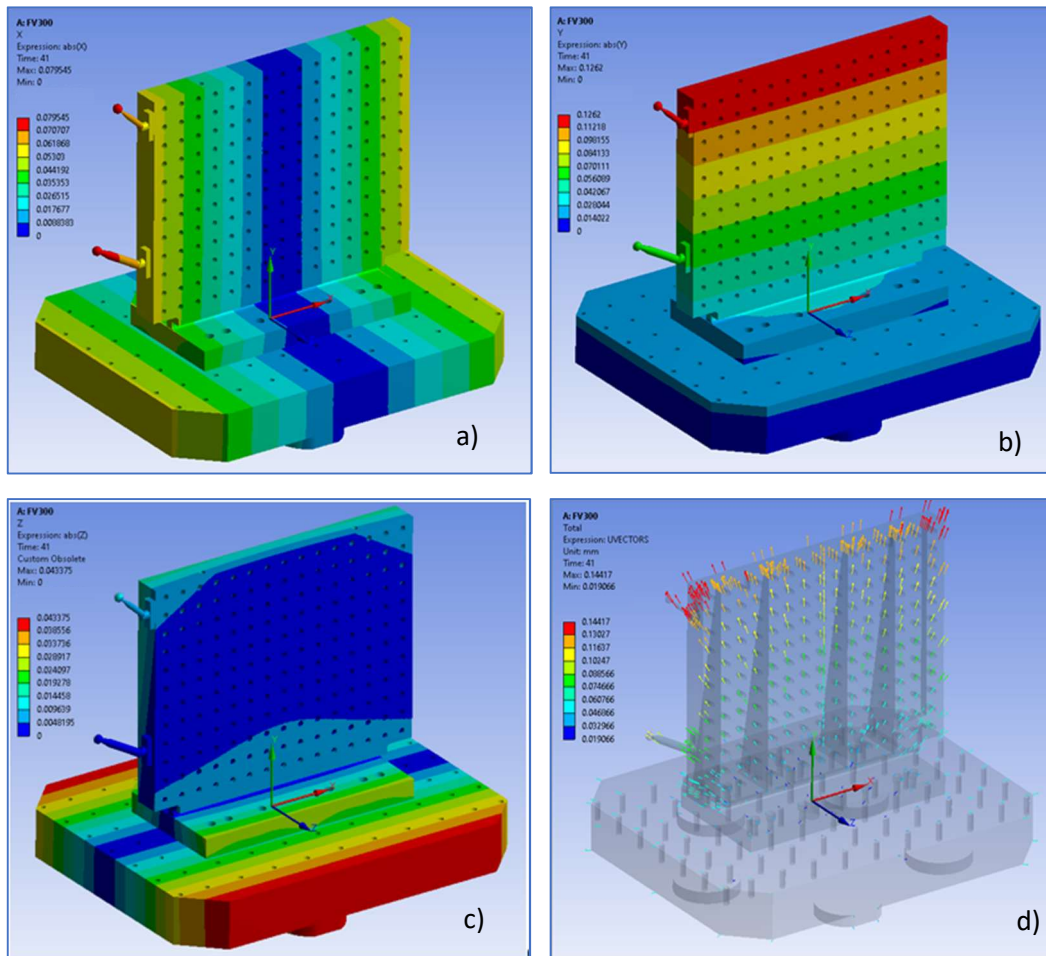 A: FV300
X
Expression: abs(X)
Time: 41
Max: 0.079545
Min: 0
0.079545
0.070707
0.061868
0.05303
0.044192
0.035353
0.026515
0.017677
0.0088383
0
Y
X
a)
A: FV300
Y
Expression: abs(Y)
Time: 41
Max: 0.1262
Min: 0
0.1262
0.11218
0.098155
0.084133
0.070111
0.056089
0.042067
0.028044
0.014022
0
Y
X
Z
b)
A: FV300
Z
Expression: abs(Z)
Time: 41
Custom Obsolete
Max: 0.043375
Min: 0
0.043375
0.038556
0.033736
0.028917
0.024097
0.019278
0.014458
0.009639
0.0048195
0
Y
X
Z
c)
A: FV300
Total
Expression: UVECTORS
Unit: mm
Time: 41
Max: 0.14417
Min: 0.019066
0.14417
0.13027
0.11637
0.10247
0.088566
0.074666
0.060766
0.046866
0.032966
0.019066
Y
X
Z
d)